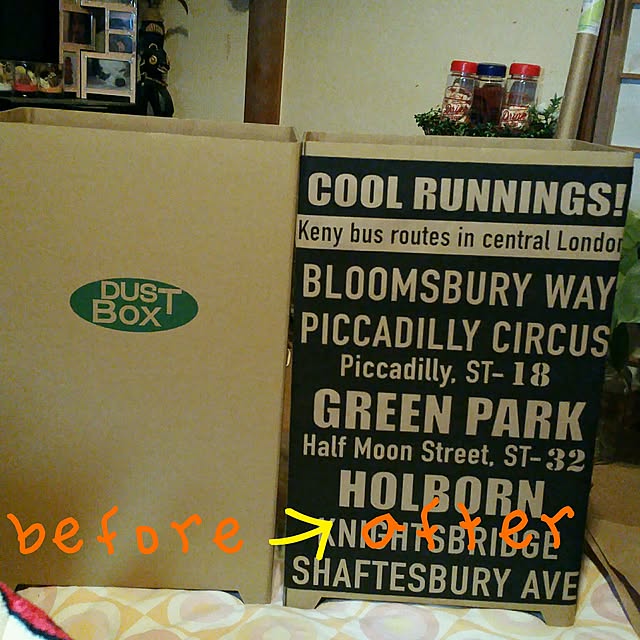 DUST
BOX
COOL RUNNINGS!
Keny bus routes in central London
BLOOMSBURY WAY
PICCADILLY CIRCUS
Piccadilly, ST-18
GREEN PARK
Half Moon Street, ST-32
HOLBORN
KNIGHTSBRIDGE
SHAFTESBURY AVE
before → after